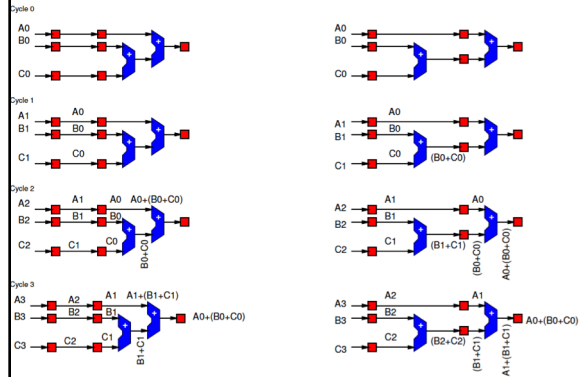 Cycle 0
A0
B0
C0
A0
B0
C0
+
+
+
+
Cycle 1
A1 A0
B1 B0
C1 C0
A1 A0
B1 B0
C1 C0 (B0+C0)
+
+
+
+
Cycle 2
A2 A1 A0 A0+(B0+C0)
B2 B1 B0
C2 C1 C0
B0+C0
A2 A1 A0
B2 B1
C2 C1 (B1+C1)
(B0+C0)
A0+(B0+C0)
+
+
+
+
Cycle 3
A3 A2 A1 A1+(B1+C1)
B3 B2 B1 A0+(B0+C0)
C3 C2 C1
B1+C1
A3 A2 A1
B3 B2 A0+(B0+C0)
C3 C2 (B2+C2)
(B1+C1)
A1+(B1+C1)
+
+
+
+